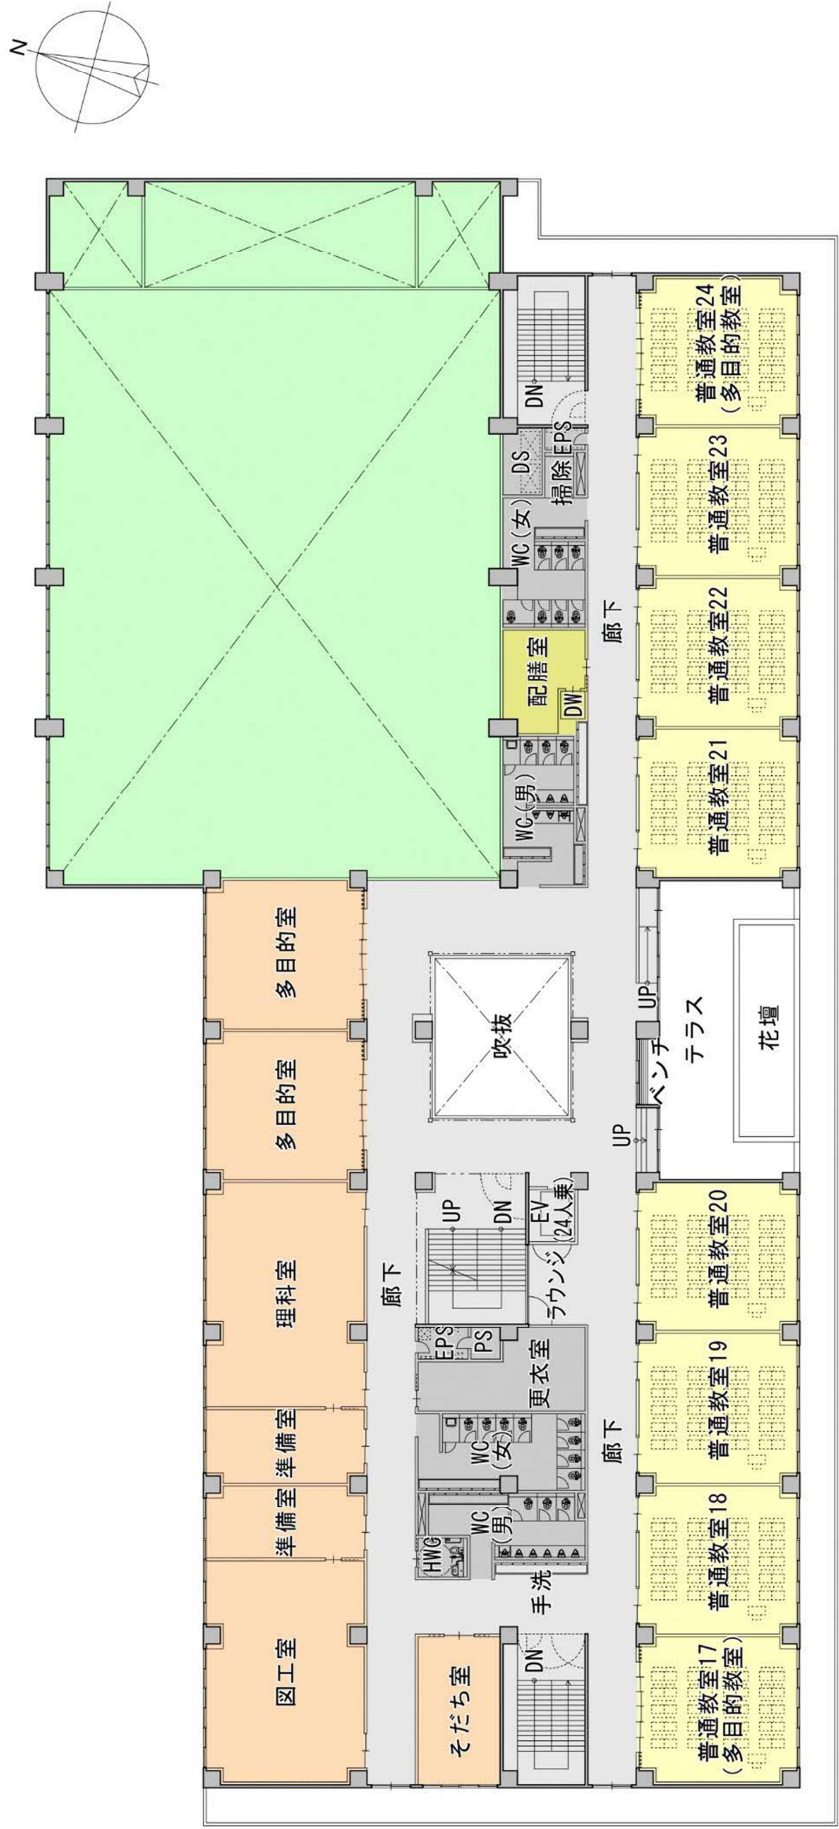 N
多目的室
多目的室
理科室
準備室
準備室
図工室
廊下
UP
DN
EPS
PS
更衣室
WC
(女)
WC
(男)
HWC
そだち室
DN
手洗
吹抜
EV
(24人乗)
ラウンジ
WC(男)
配膳室
DW
WC(女)
DS
掃除
EPS
DN
廊下
廊下
普通教室17
(多目的教室)
普通教室18
普通教室19
普通教室20
UP
ベンチ
UP
テラス
花壇
普通教室21
普通教室22
普通教室23
普通教室24
(多目的教室)